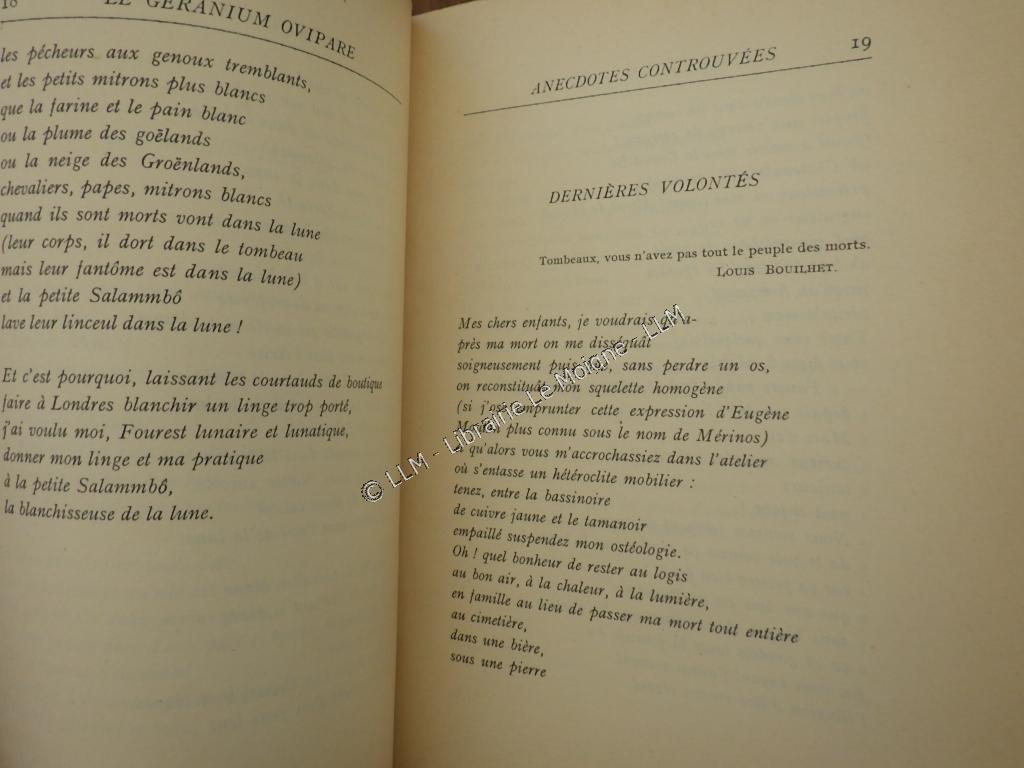 18
LE GERANIUM OVIPARE
les pécheurs aux genoux tremblants,
et les petits mitrons plus blancs
que la farine et le pain blanc
ou la plume des goëlands
ou la neige des Groënlands,
chevaliers, papes, mitrons blancs
quand ils sont morts vont dans la lune
(leur corps, il dort dans le tombeau
mais leur fantôme est dans la lune)
et la petite Salammbô
lave leur linceul dans la lune !
Et c'est pourquoi, laissant les courtauds de boutique
faire à Londres blanchir un linge trop porté,
j'ai voulu moi, Fourest lunaire et lunatique,
donner mon linge et ma pratique
à la petite Salammbô,
la blanchisseuse de la lune.
ANECDOTES CONTROUVÉES
19
DERNIÈRES VOLONTÉS
Tombeaux, vous n'avez pas tout le peuple des morts.
LOUIS BOUILHET.
Mes chers enfants, je voudrais qu'a-
près ma mort on me disséquât
soigneusement puis que, sans perdre un os,
on reconstituât mon squelette homogène
(si j'ose emprunter cette expression d'Eugène
plus connu sous le nom de Mérinos)
et qu'alors vous m'accrochassiez dans l'atelier
où s'entasse un hétéroclite mobilier :
tenez, entre la bassinoire
de cuivre jaune et le tamanoir
empaillé suspendez mon ostéologie.
Oh ! quel bonheur de rester au logis
au bon air, à la chaleur, à la lumière,
en famille au lieu de passer ma mort tout entière
au cimetière,
dans une bière,
sous une pierre
© LLM - Librairie Le Moigne - LLM